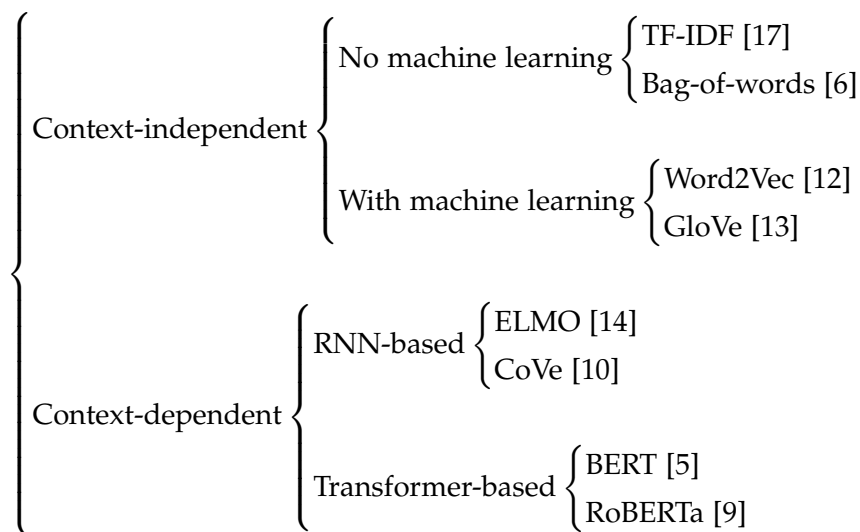 Context-independent
No machine learning
TF-IDF [17]
Bag-of-words [6]
With machine learning
Word2Vec [12]
GloVe [13]
Context-dependent
RNN-based
ELMO [14]
CoVe [10]
Transformer-based
BERT [5]
RoBERTa [9]